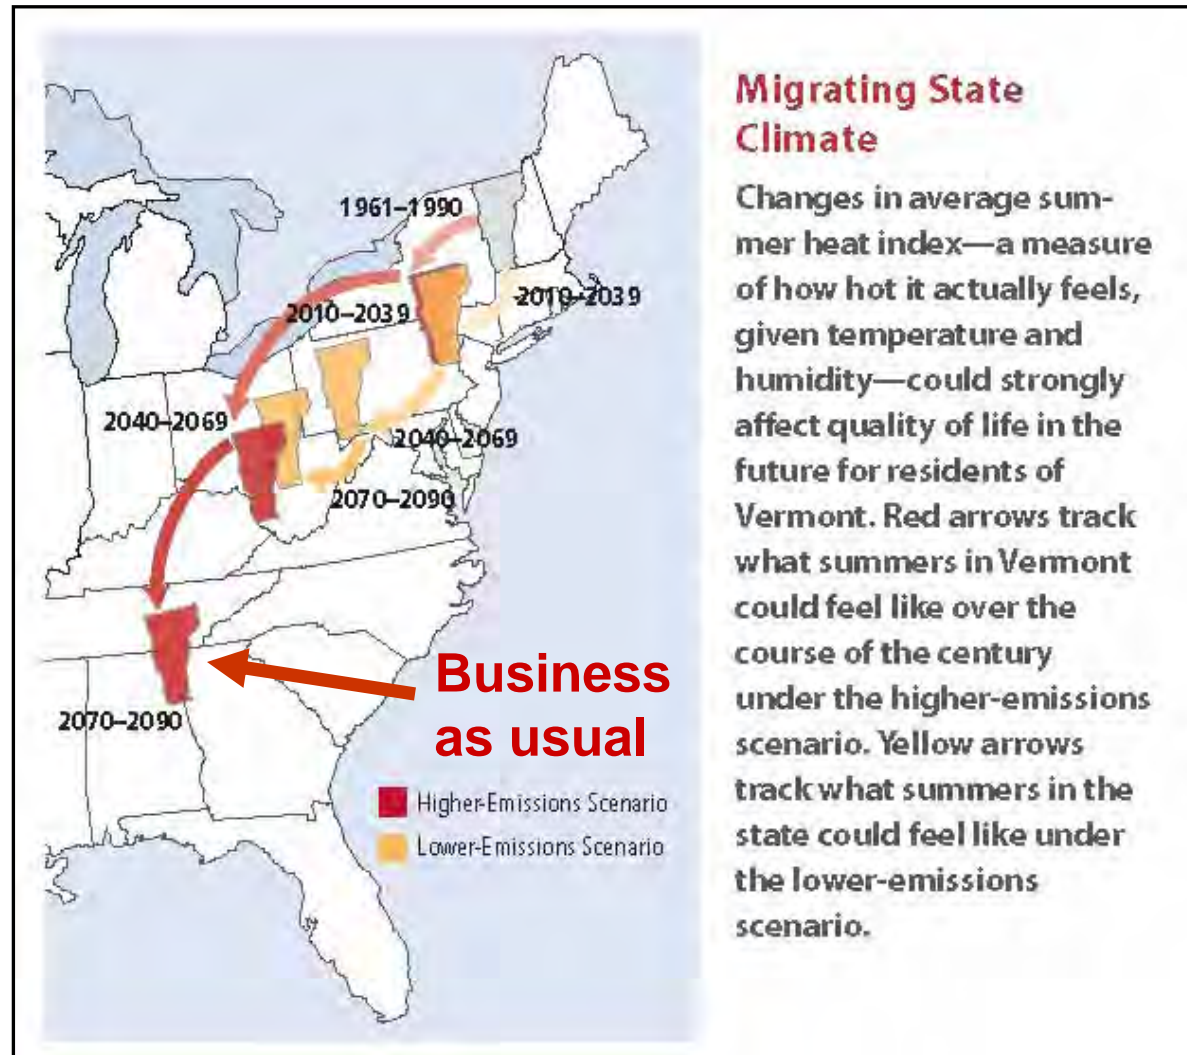 Migrating State
Climate
Changes in average sum-
mer heat index—a measure
of how hot it actually feels,
given temperature and
humidity—could strongly
affect quality of life in the
future for residents of
Vermont. Red arrows track
what summers in Vermont
could feel like over the
course of the century
under the higher-emissions
scenario. Yellow arrows
track what summers in the
state could feel like under
the lower-emissions
scenario.
1961–1990
2010–2039
2010–2039
2040–2069
2040–2069
2070–2090
2070–2090
Business
as usual
Higher-Emissions Scenario
Lower-Emissions Scenario